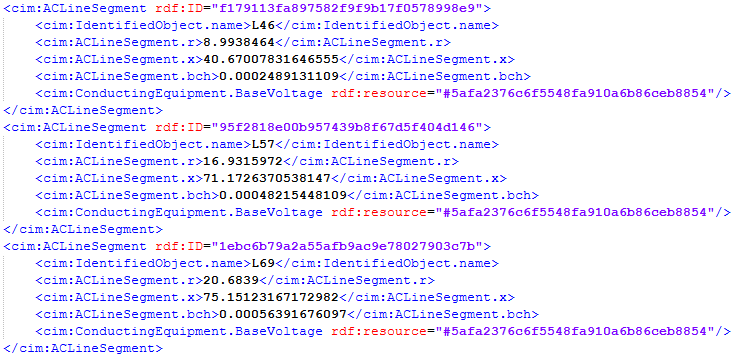 <cim:ACLineSegment rdf:ID="f179113fa897582f9f9b17f0578998e9">
<cim:IdentifiedObject.name>L46</cim:IdentifiedObject.name>
<cim:ACLineSegment.r>8.9938464</cim:ACLineSegment.r>
<cim:ACLineSegment.x>40.67007831646555</cim:ACLineSegment.x>
<cim:ACLineSegment.bch>0.0002489131109</cim:ACLineSegment.bch>
<cim:ConductingEquipment.BaseVoltage rdf:resource="#5afa2376c6f5548fa910a6b86ceb8854"/>
</cim:ACLineSegment>
<cim:ACLineSegment rdf:ID="95f2818e00b957439b8f67d5f404d146">
<cim:IdentifiedObject.name>L57</cim:IdentifiedObject.name>
<cim:ACLineSegment.r>16.9315972</cim:ACLineSegment.r>
<cim:ACLineSegment.x>71.1726370538147</cim:ACLineSegment.x>
<cim:ACLineSegment.bch>0.00048215448109</cim:ACLineSegment.bch>
<cim:ConductingEquipment.BaseVoltage rdf:resource="#5afa2376c6f5548fa910a6b86ceb8854"/>
</cim:ACLineSegment>
<cim:ACLineSegment rdf:ID="1ebc6b79a2a55afb9ac9e78027903c7b">
<cim:IdentifiedObject.name>L69</cim:IdentifiedObject.name>
<cim:ACLineSegment.r>20.6839</cim:ACLineSegment.r>
<cim:ACLineSegment.x>75.15123167172982</cim:ACLineSegment.x>
<cim:ACLineSegment.bch>0.00056391676097</cim:ACLineSegment.bch>
<cim:ConductingEquipment.BaseVoltage rdf:resource="#5afa2376c6f5548fa910a6b86ceb8854"/>
</cim:ACLineSegment>